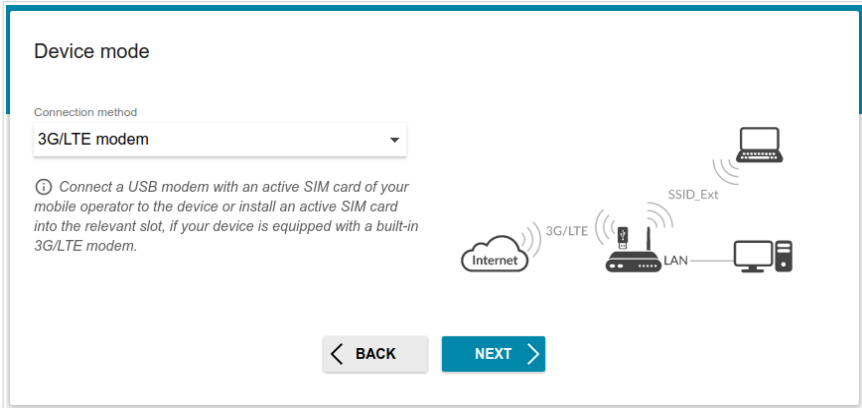 Device mode
Connection method
3G/LTE modem
Connect a USB modem with an active SIM card of your
mobile operator to the device or install an active SIM card
into the relevant slot, if your device is equipped with a built-in
3G/LTE modem.
SSID_Ext
3G/LTE
Internet
LAN
BACK
NEXT